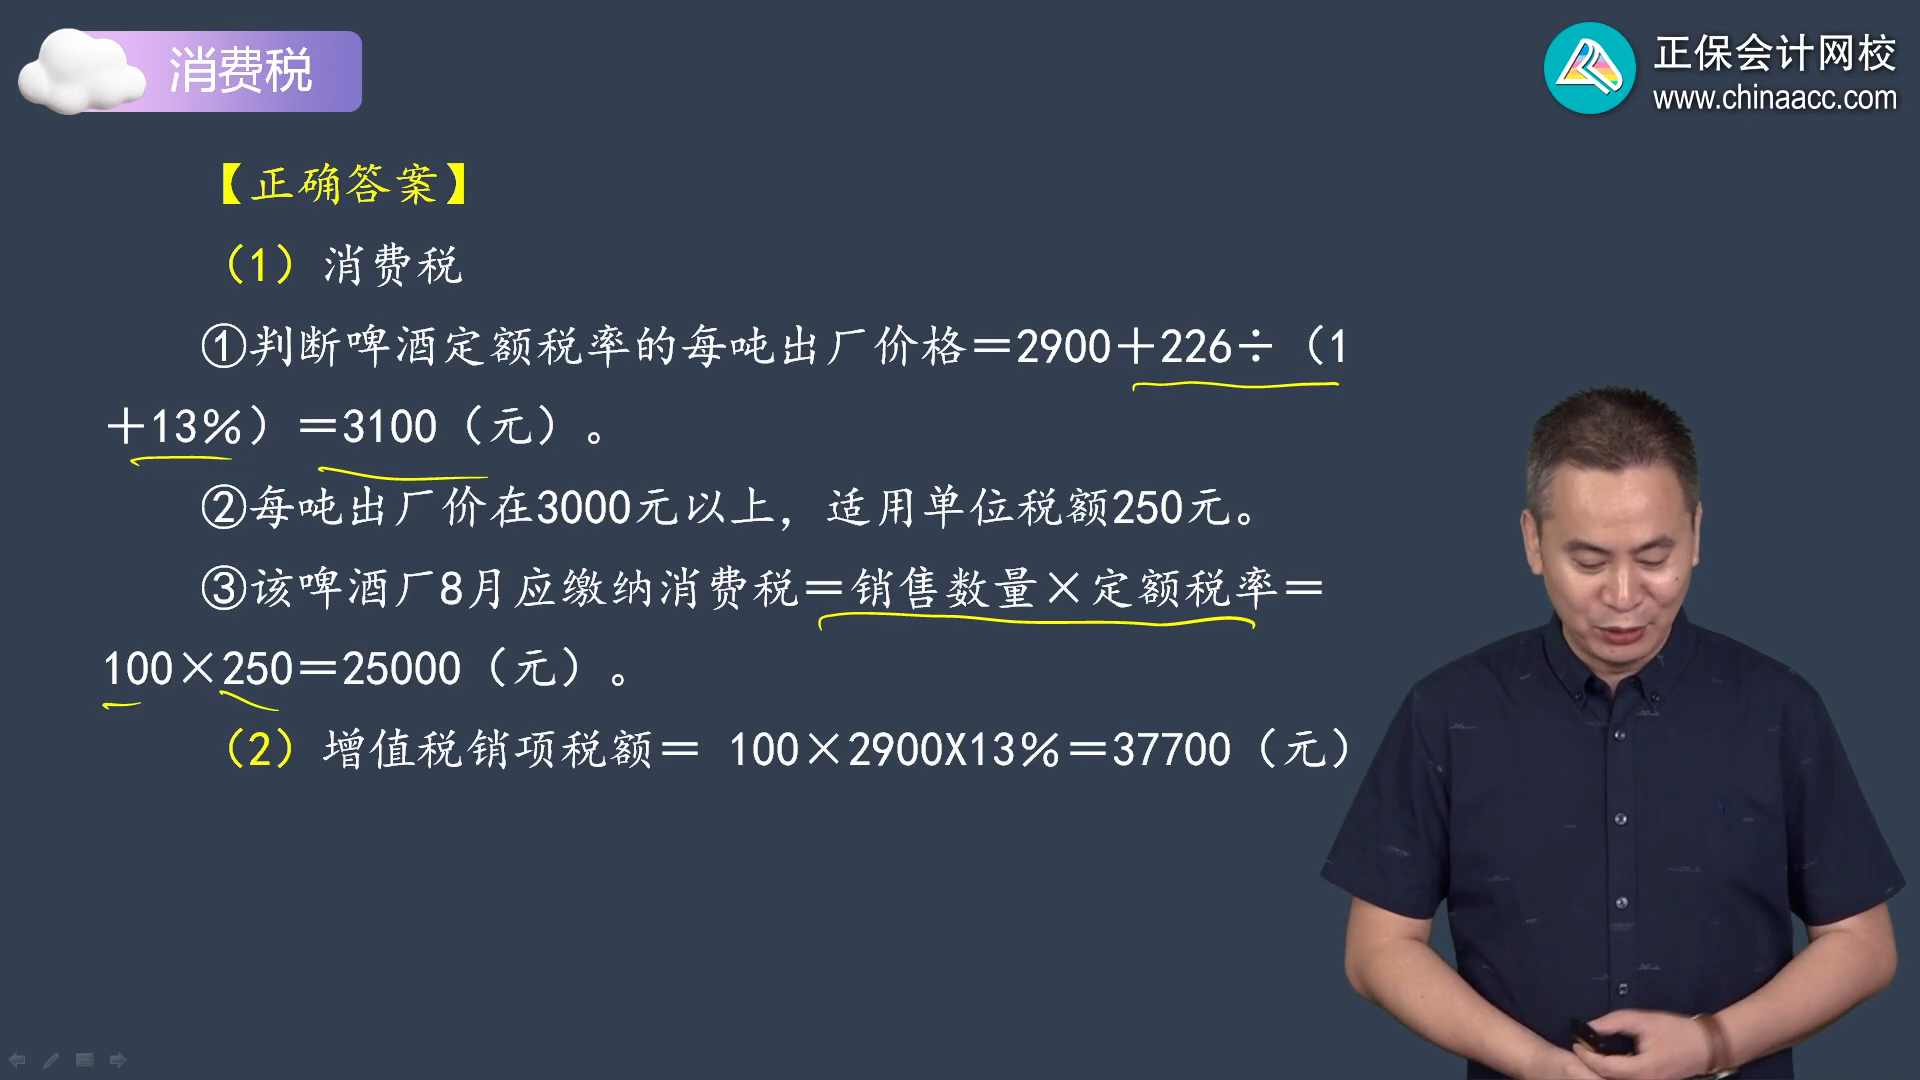 消费税
正保会计网校
www.chinaacc.com
【正确答案】
（1）消费税
①判断啤酒定额税率的每吨出厂价格＝2900＋226÷（1
＋13%）＝3100（元）。
②每吨出厂价在3000元以上，适用单位税额250元。
③该啤酒厂8月应缴纳消费税＝销售数量×定额税率＝
100×250＝25000（元）。
（2）增值税销项税额＝ 100×2900X13%＝37700（元）